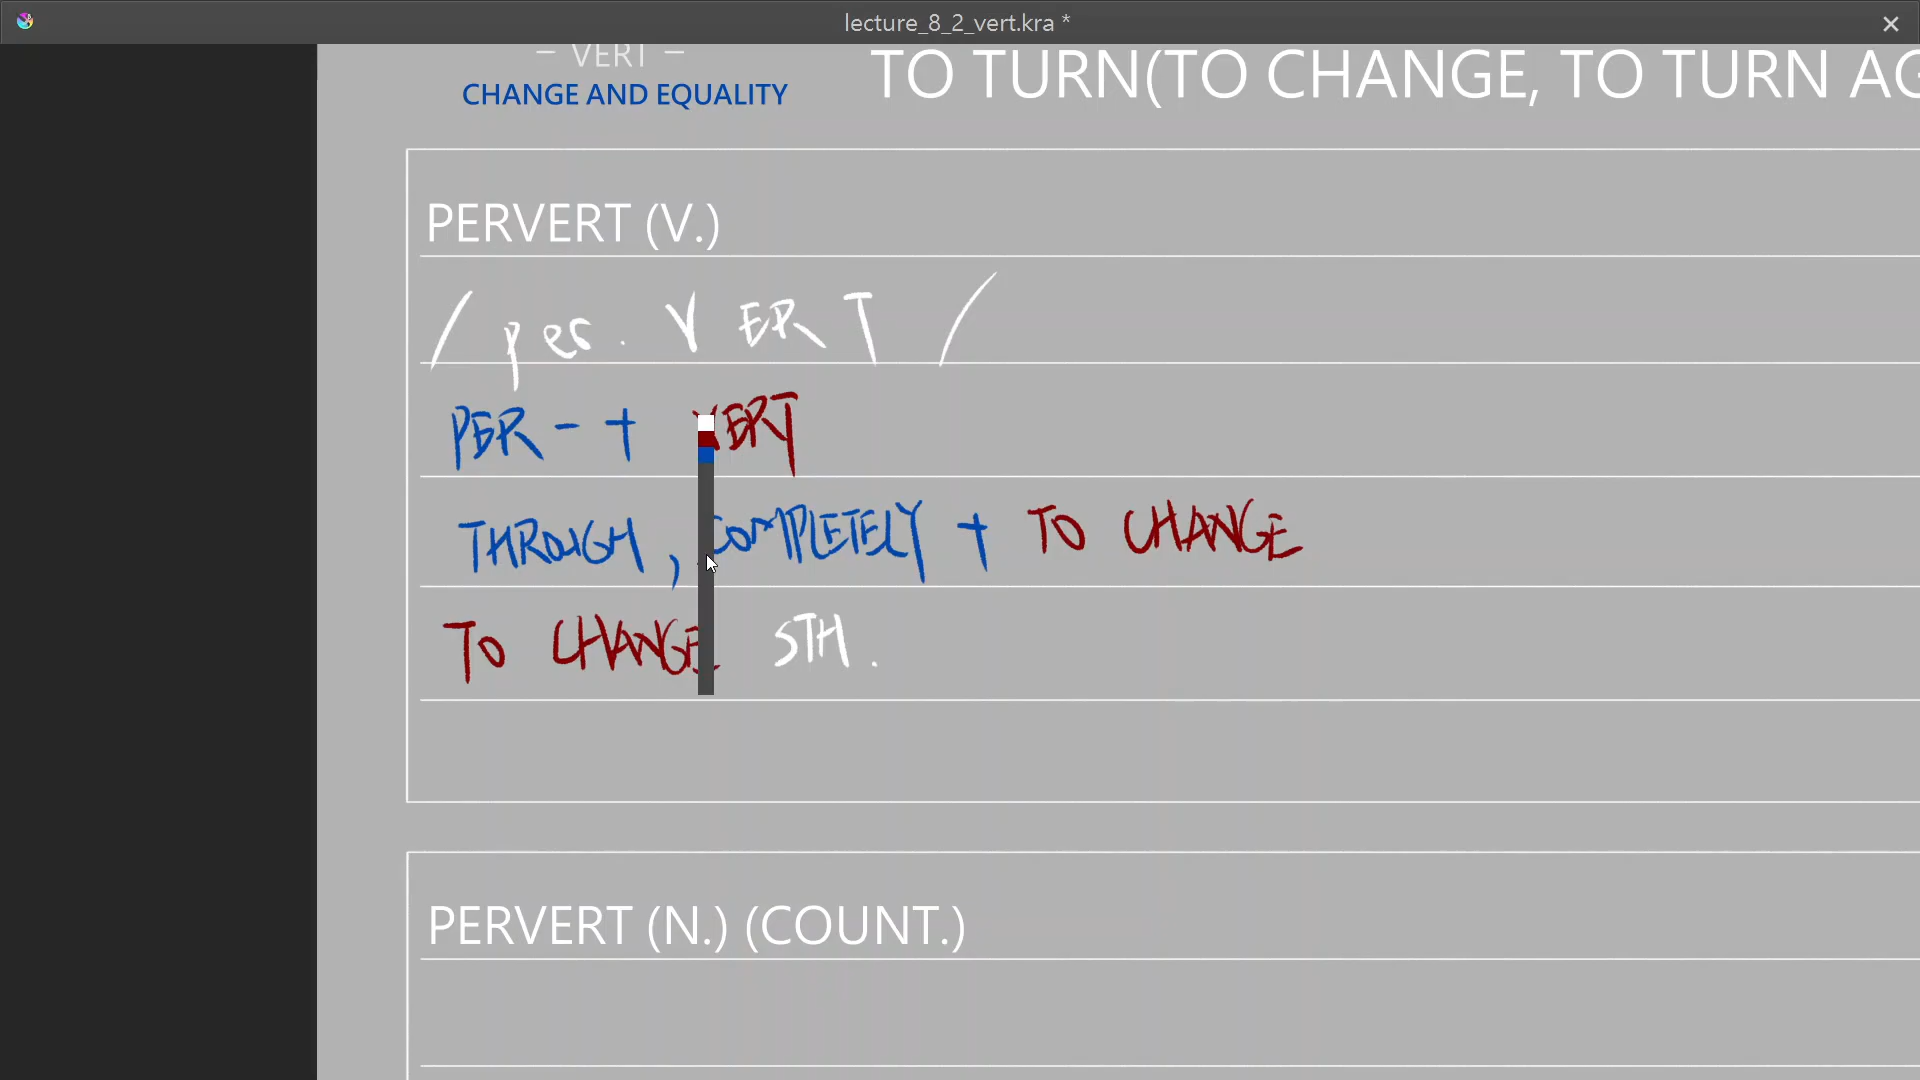 lecture_8_2_vert.kra *
– VERT –
CHANGE AND EQUALITY
TO TURN(TO CHANGE, TO TURN AG
PERVERT (V.)
/ per. VERT /
PER - + VERT
THROUGH, COMPLETELY + TO CHANGE
TO CHANGE STH.
PERVERT (N.) (COUNT.)